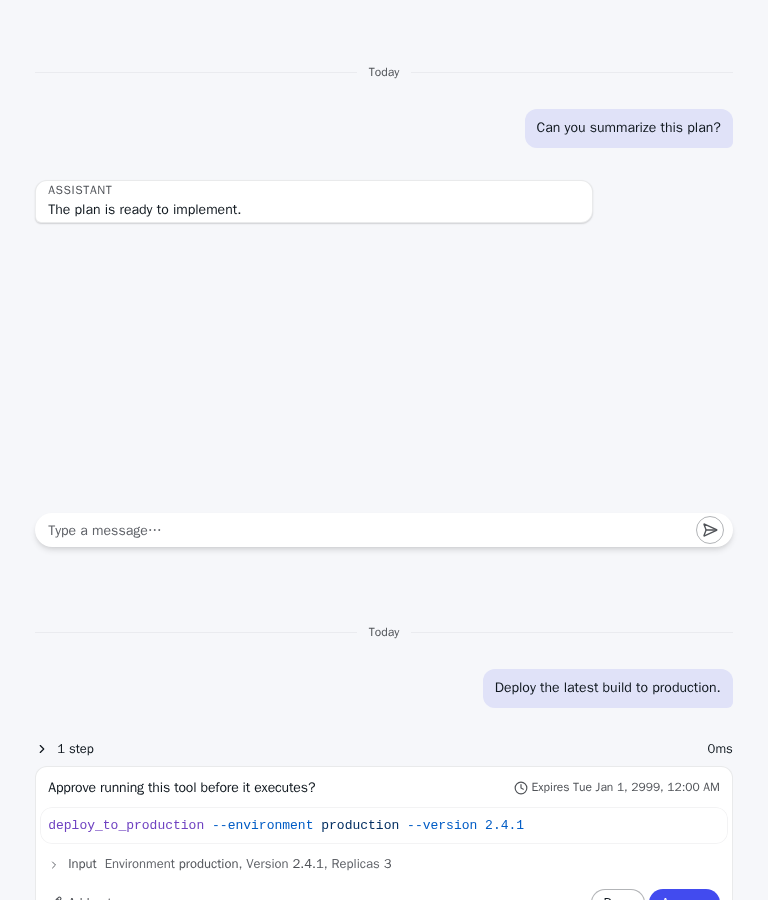 Today
Can you summarize this plan?
ASSISTANT
The plan is ready to implement.
Type a message…
Today
Deploy the latest build to production.
1 step 0ms
Approve running this tool before it executes? Expires Tue Jan 1, 2999, 12:00 AM
deploy_to_production --environment production --version 2.4.1
Input Environment production, Version 2.4.1, Replicas 3